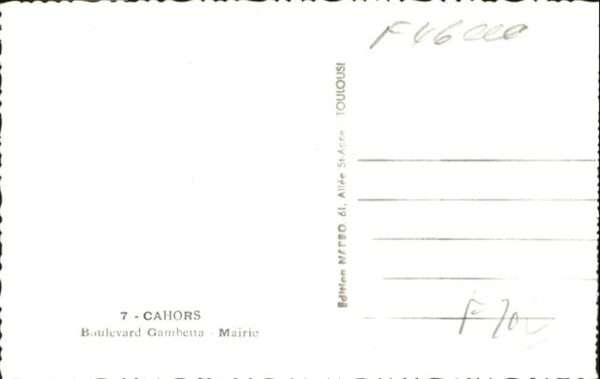 F46000
7 - CAHORS
Boulevard Gambetta - Mairie
Edition NARBO, 61, Allée St-Agne TOULOUSE